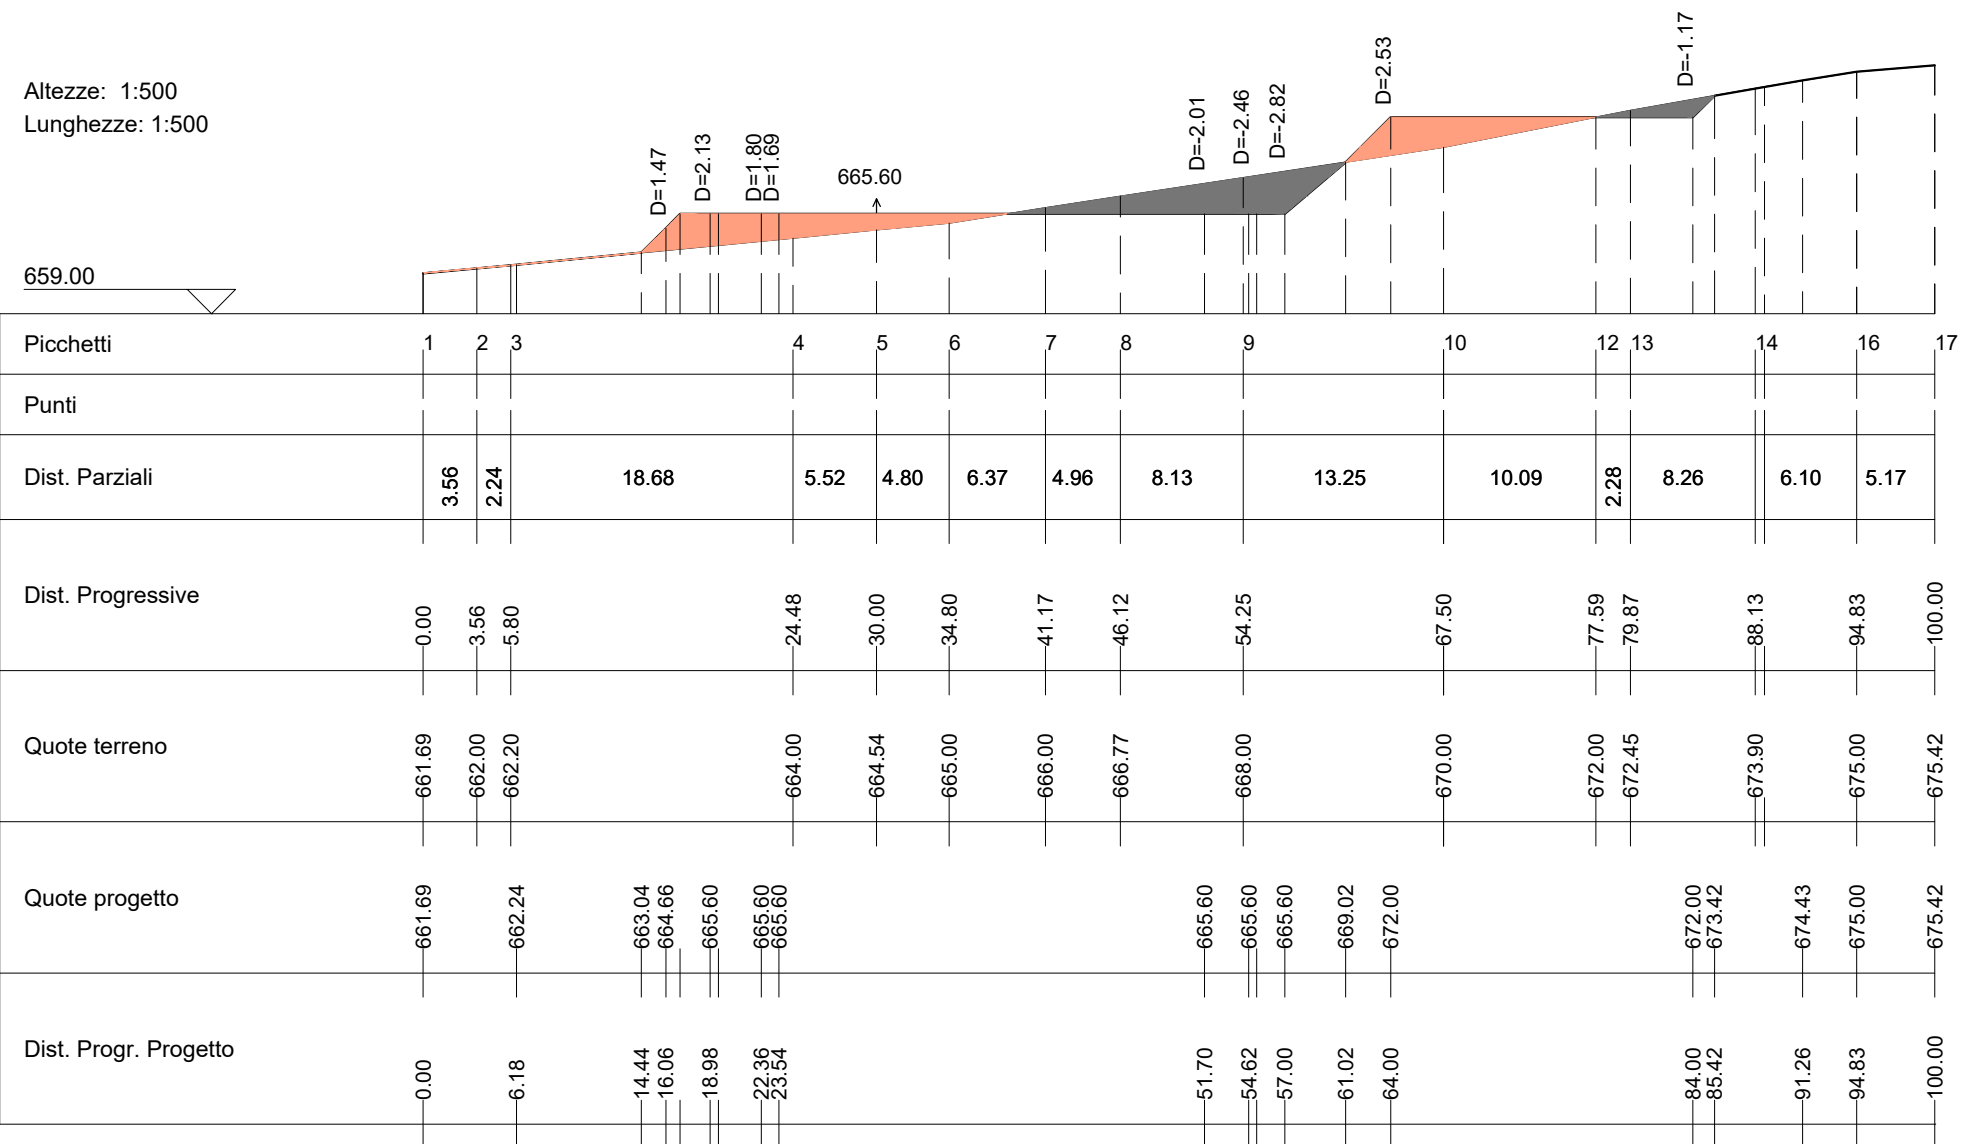 D=-1.17
D=2.53
Altezze: 1:500
D=-2.01
D=-2.46
D=-2.82
Lunghezze: 1:500
D=1.47
D=2.13
D=1.80
D=1.69
665.60
659.00
Picchetti 1 2 3 4 5 6 7 8 9 10 12 13 14 16 17
Punti
Dist. Parziali 3.56 2.24 18.68 5.52 4.80 6.37 4.96 8.13 13.25 10.09 2.28 8.26 6.10 5.17
Dist. Progressive 0.00 3.56 5.80 24.48 30.00 34.80 41.17 46.12 54.25 67.50 77.59 79.87 88.13 94.83 100.00
Quote terreno 661.69 662.00 662.20 664.00 664.54 665.00 666.00 666.77 668.00 670.00 672.00 672.45 673.90 675.00 675.42
Quote progetto 661.69 662.24 663.04 664.66 665.60 665.60 665.60 665.60 665.60 665.60 669.02 672.00 672.00 673.42 674.43 675.00 675.42
Dist. Progr. Progetto 0.00 6.18 14.44 16.06 18.98 22.36 23.54 51.70 54.62 57.00 61.02 64.00 84.00 85.42 91.26 94.83 100.00